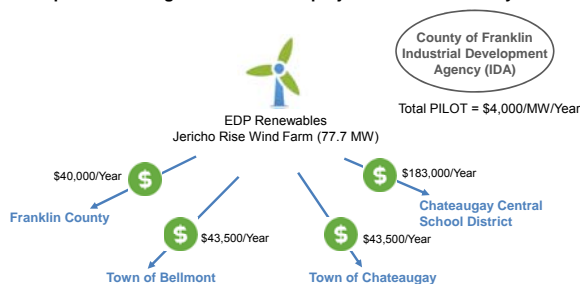 County of Franklin
Industrial Development
Agency (IDA)
Total PILOT = $4,000/MW/Year
EDP Renewables
Jericho Rise Wind Farm (77.7 MW)
$40,000/Year
$
$
$183,000/Year
Franklin County
Chateaugay Central
School District
$
$43,500/Year
$
$43,500/Year
Town of Bellmont
Town of Chateaugay